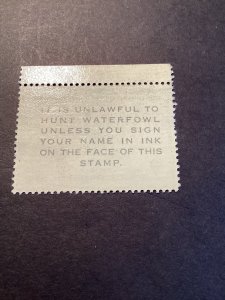 IT IS UNLAWFUL TO
HUNT WATERFOWL
UNLESS YOU SIGN
YOUR NAME IN INK
ON THE FACE OF THIS
STAMP.